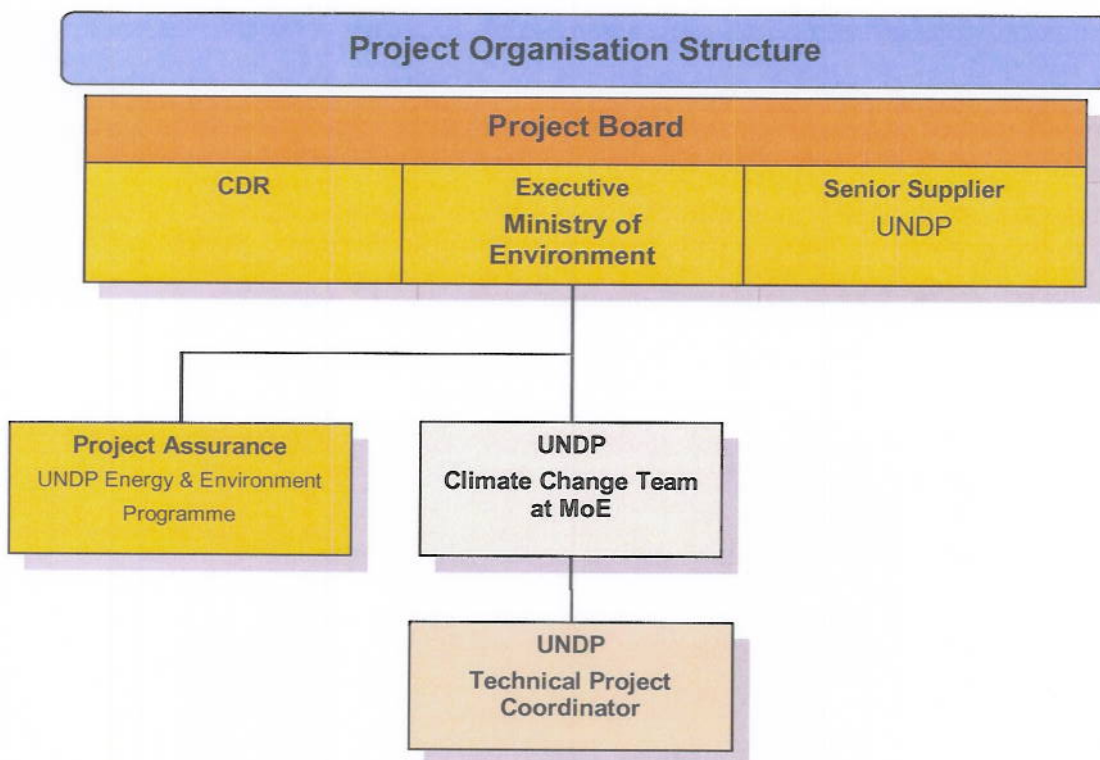 Project Organisation Structure
Project Board
CDR
Executive
Ministry of
Environment
Senior Supplier
UNDP
Project Assurance
UNDP Energy & Environment
Programme
UNDP
Climate Change Team
at MoE
UNDP
Technical Project
Coordinator